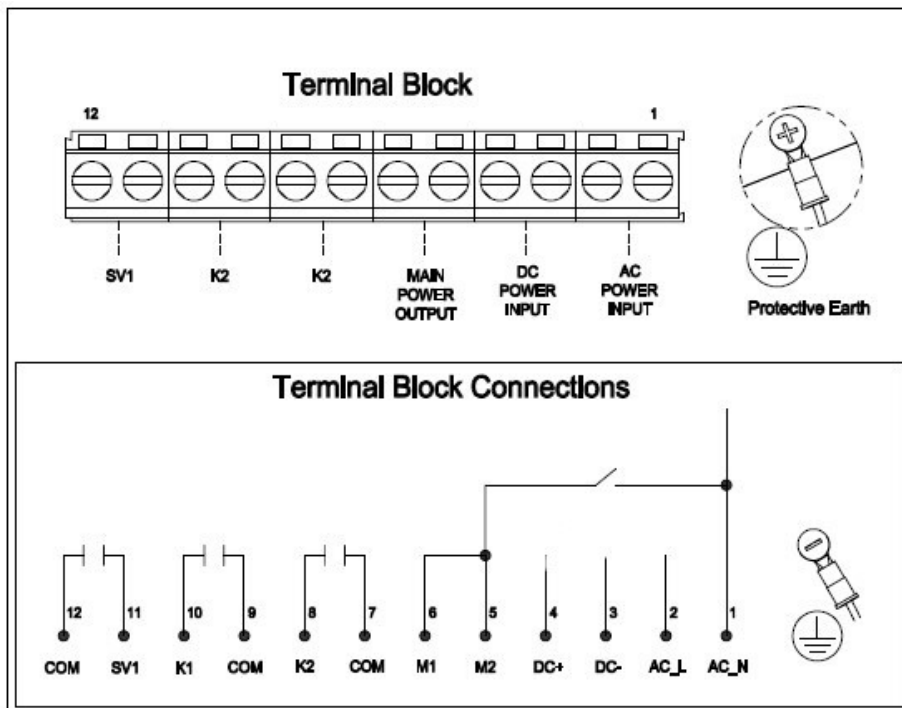 Terminal Block
12 1
SV1 K2 K2 MAIN POWER OUTPUT DC POWER INPUT AC POWER INPUT
Protective Earth
Terminal Block Connections
12 11 10 9 8 7 6 5 4 3 2 1
COM SV1 K1 COM K2 COM M1 M2 DC+ DC- AC_L AC_N